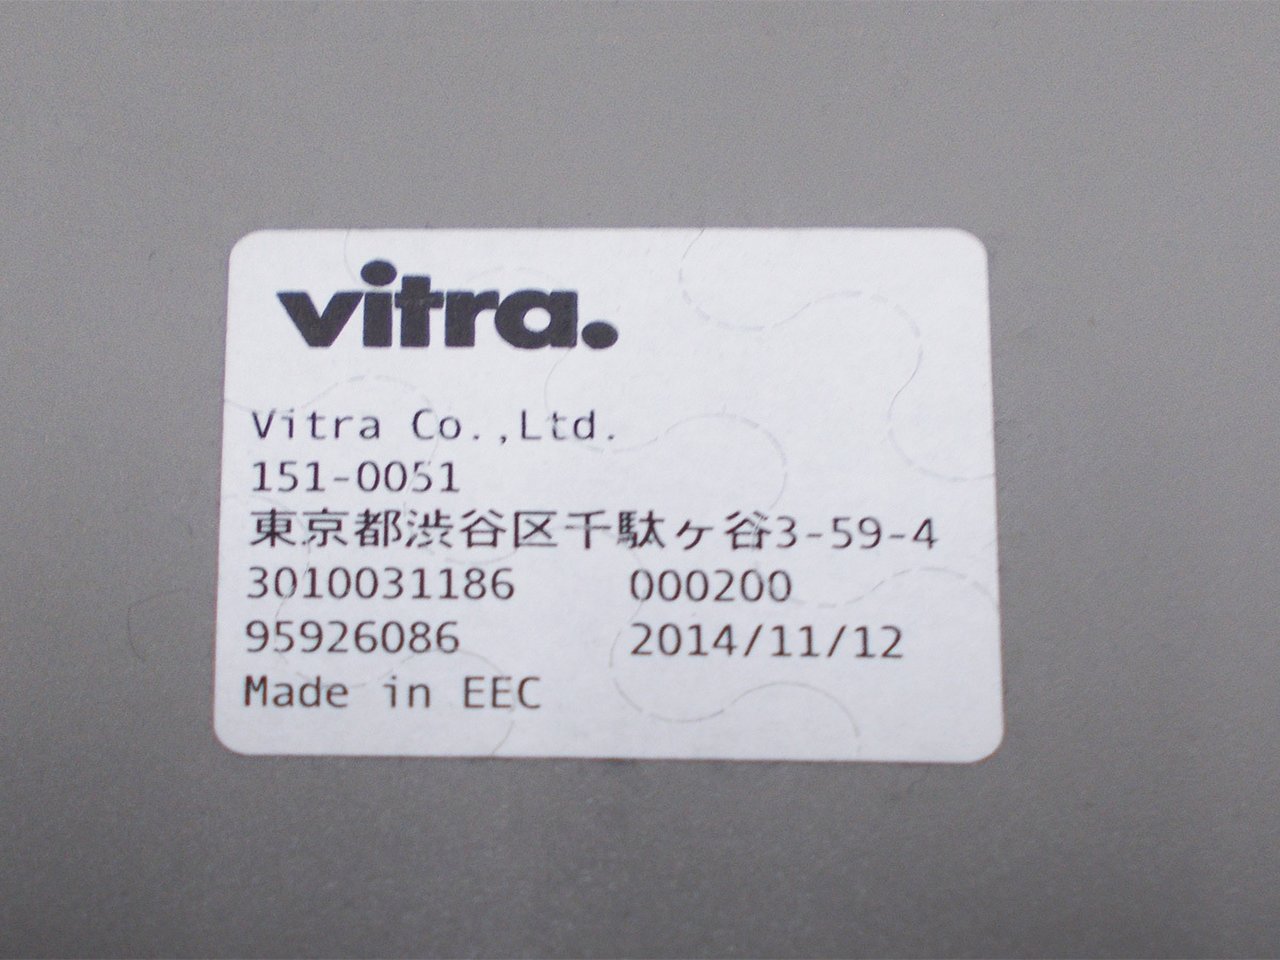 vitra.
Vitra Co.,Ltd.
151-0051
東京都渋谷区千駄ヶ谷3-59-4
3010031186 000200
95926086 2014/11/12
Made in EEC